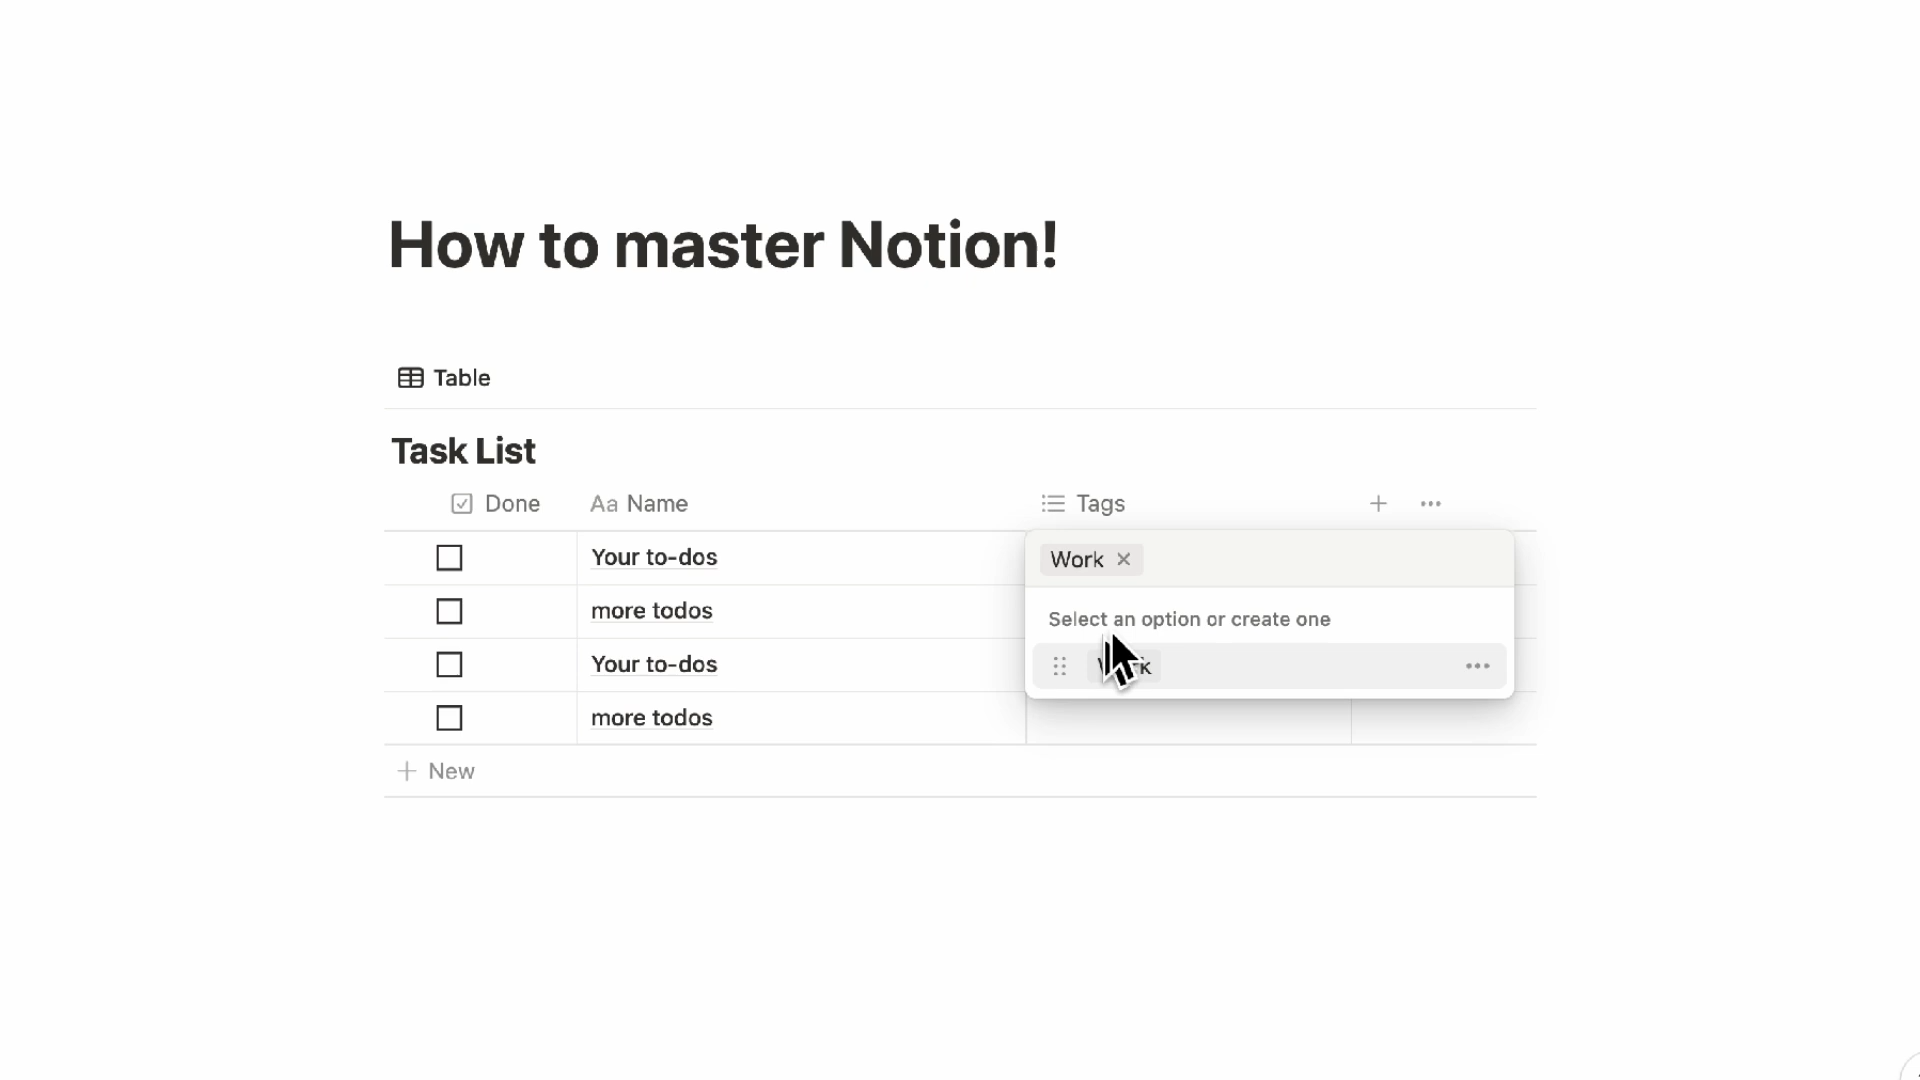 How to master Notion!
Table
Task List
Done Aa Name Tags
Your to-dos Work
more todos Select an option or create one
Your to-dos
more todos
New